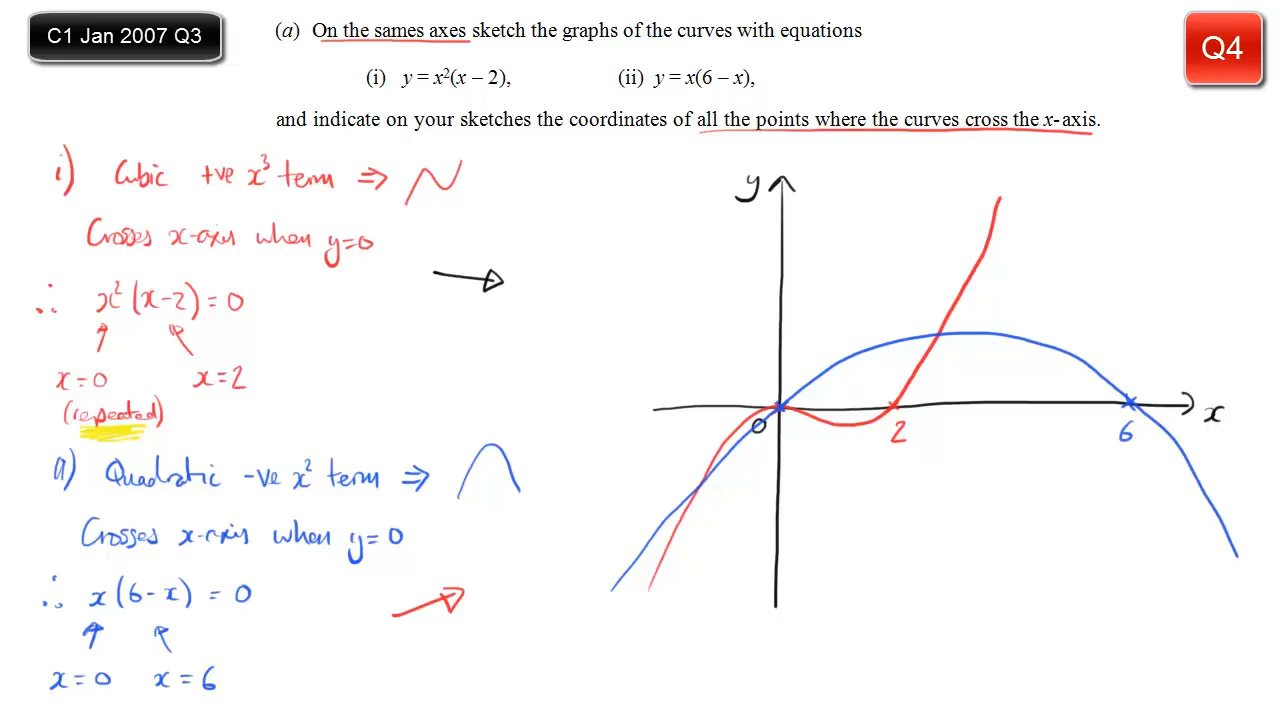 C1 Jan 2007 Q3
(a) On the sames axes sketch the graphs of the curves with equations
Q4
(i) y = x²(x – 2), (ii) y = x(6 – x),
and indicate on your sketches the coordinates of all the points where the curves cross the x-axis.
i) Cubic +ve x³ term ⇒
Crosses x-axis when y=0
∴ x²(x-2) = 0
x=0 x=2
(repeated)
ii) Quadratic -ve x² term ⇒
Crosses x-axis when y=0
∴ x(6-x) = 0
x=0 x=6
y
x
0
2
6